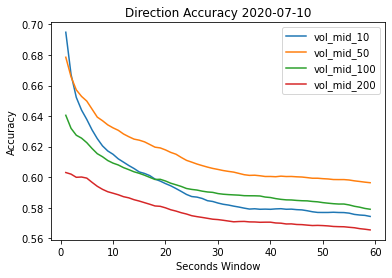 Direction Accuracy 2020-07-10
0.70
0.68
0.66
0.64
0.62
0.60
0.58
0.56
Accuracy
vol_mid_10
vol_mid_50
vol_mid_100
vol_mid_200
0 10 20 30 40 50 60
Seconds Window